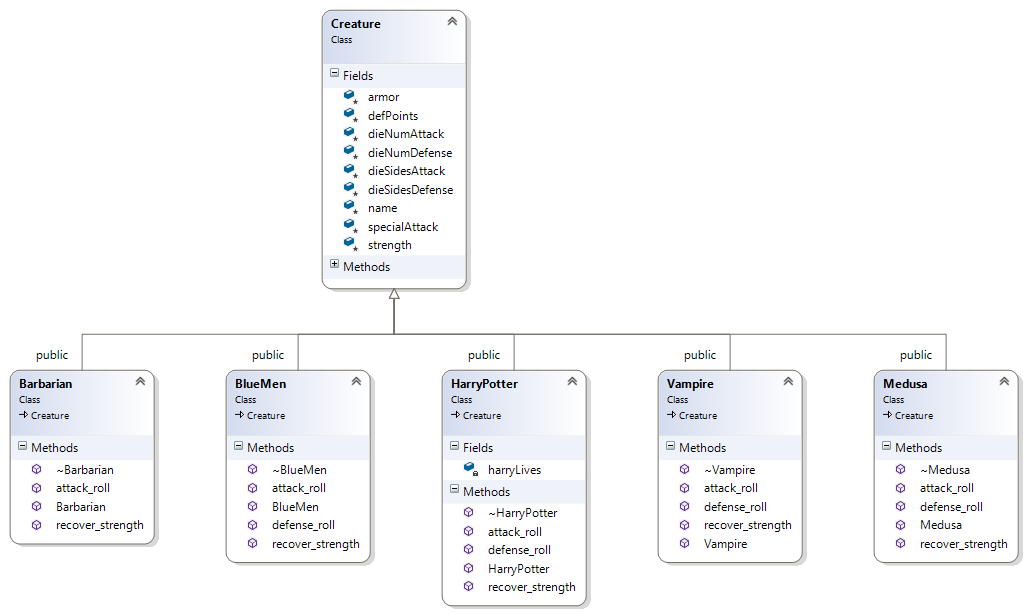 Creature
Class
Fields
armor
defPoints
dieNumAttack
dieNumDefense
dieSidesAttack
dieSidesDefense
name
specialAttack
strength
Methods
public
public
public
public
public
Barbarian
Class
Creature
Methods
~Barbarian
attack_roll
Barbarian
recover_strength
BlueMen
Class
Creature
Methods
~BlueMen
attack_roll
BlueMen
defense_roll
recover_strength
HarryPotter
Class
Creature
Fields
harryLives
Methods
~HarryPotter
attack_roll
defense_roll
HarryPotter
recover_strength
Vampire
Class
Creature
Methods
~Vampire
attack_roll
defense_roll
recover_strength
Vampire
Medusa
Class
Creature
Methods
~Medusa
attack_roll
defense_roll
Medusa
recover_strength